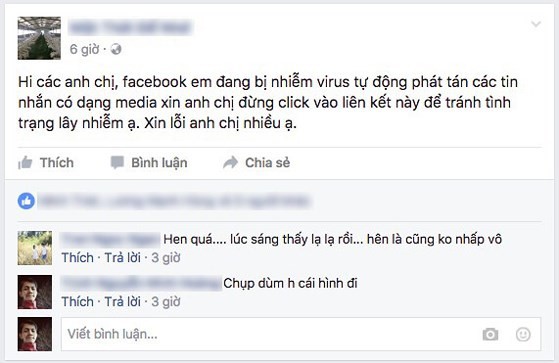 6 giờ ·
Hi các anh chị, facebook em đang bị nhiễm virus tự động phát tán các tin
nhắn có dạng media xin anh chị đừng click vào liên kết này để tránh tình
trạng lây nhiễm ạ. Xin lỗi anh chị nhiều ạ.
Thích Bình luận Chia sẻ
Hen quá.... lúc sáng thấy lạ lạ rồi... hên là cũng ko nhấp vô
Thích · Trả lời · 3 giờ
Chụp dùm h cái hình đi
Thích · Trả lời · 3 giờ
Viết bình luận...